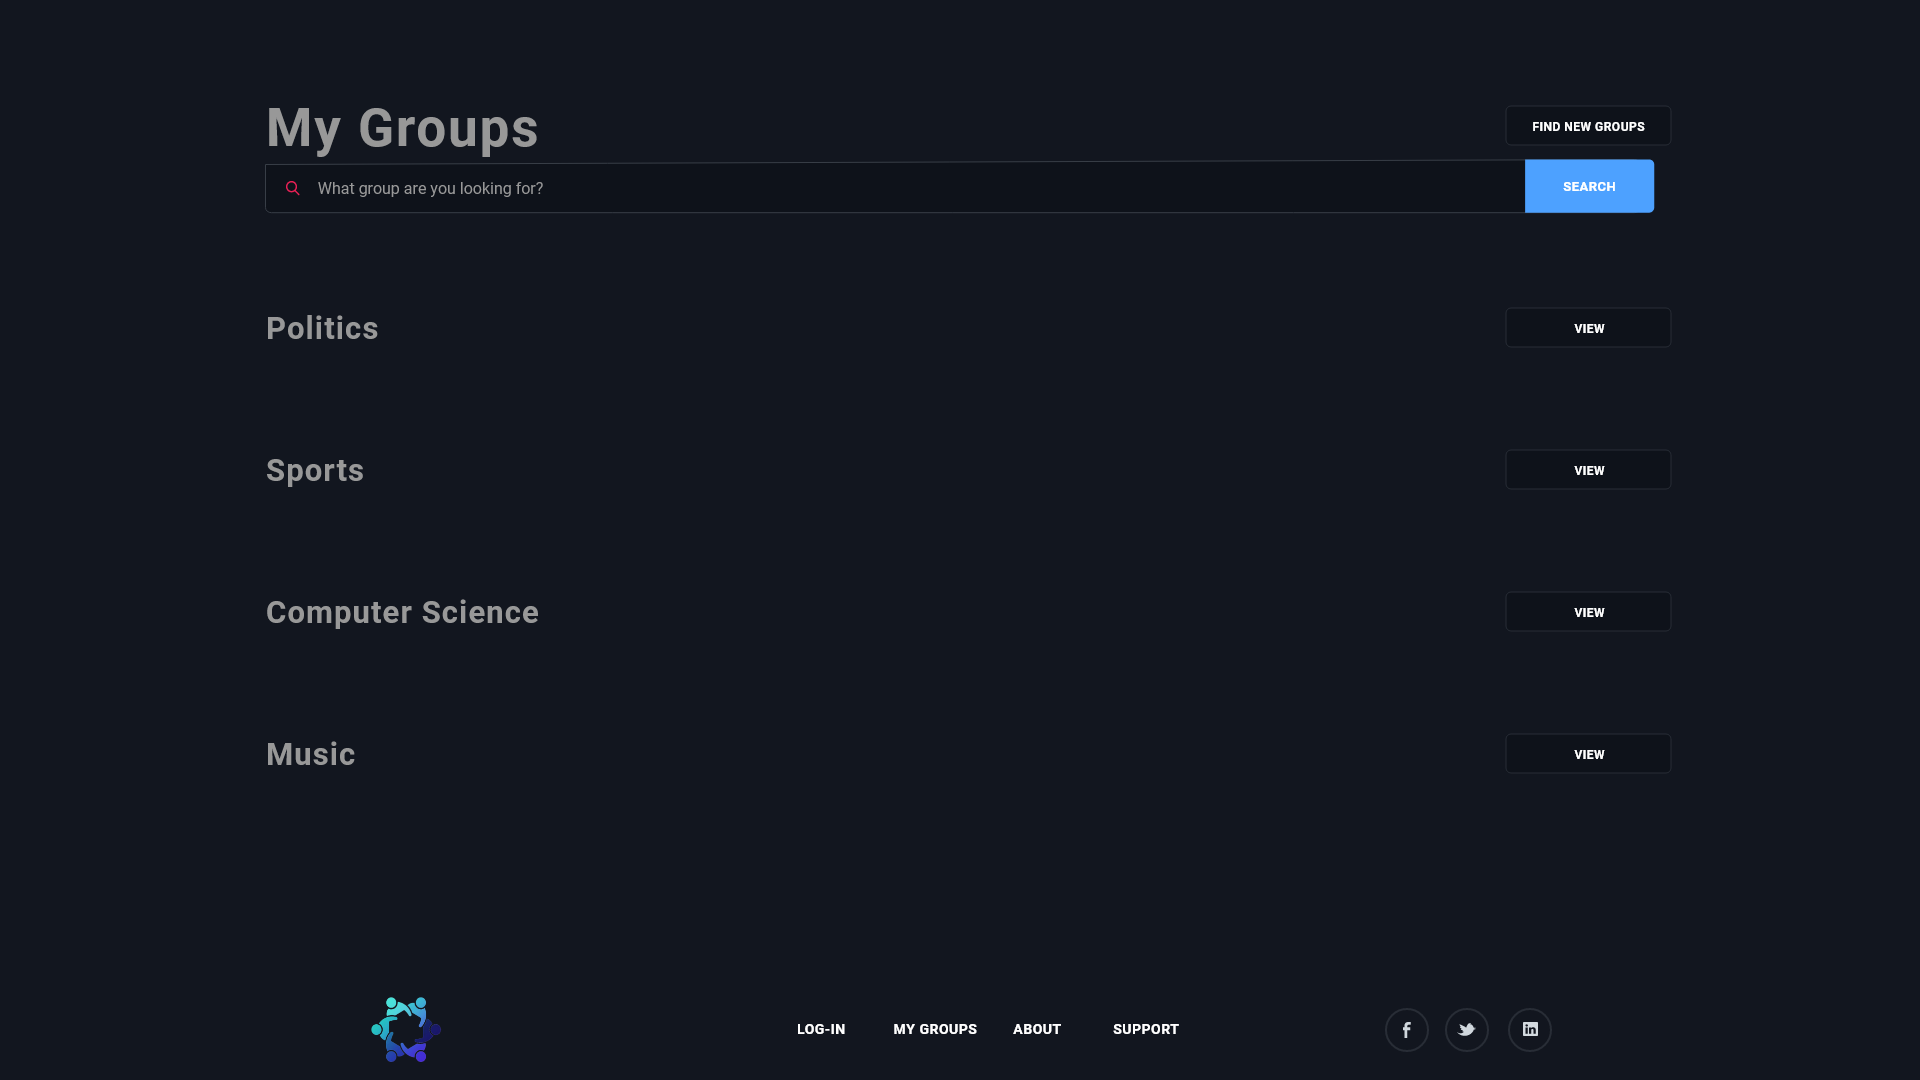 My Groups
FIND NEW GROUPS
What group are you looking for?
SEARCH
Politics
VIEW
Sports
VIEW
Computer Science
VIEW
Music
VIEW
LOG-IN MY GROUPS ABOUT SUPPORT